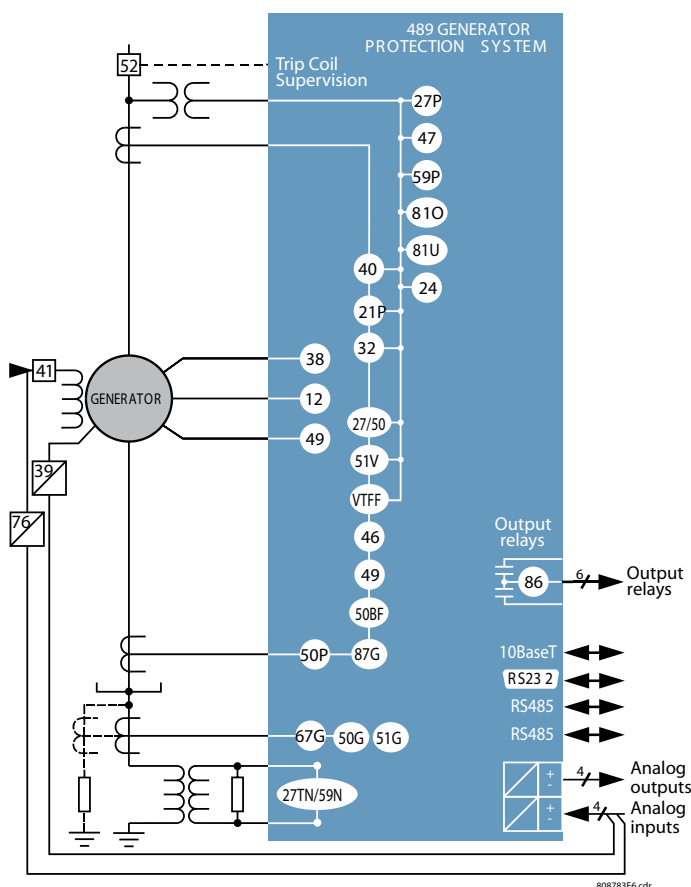 489 GENERATOR
PROTECTION SYSTEM
52
Trip Coil
Supervision
27P
47
59P
81O
81U
40
24
21P
32
38
41
GENERATOR
12
27/50
49
51V
39
VTFF
76
46
Output
relays
49
86
6
Output
relays
50BF
50P
87G
10BaseT
RS23 2
RS485
RS485
67G
50G
51G
27TN/59N
+
-
4
Analog
outputs
+
-
4
Analog
inputs
808783E6.cdr